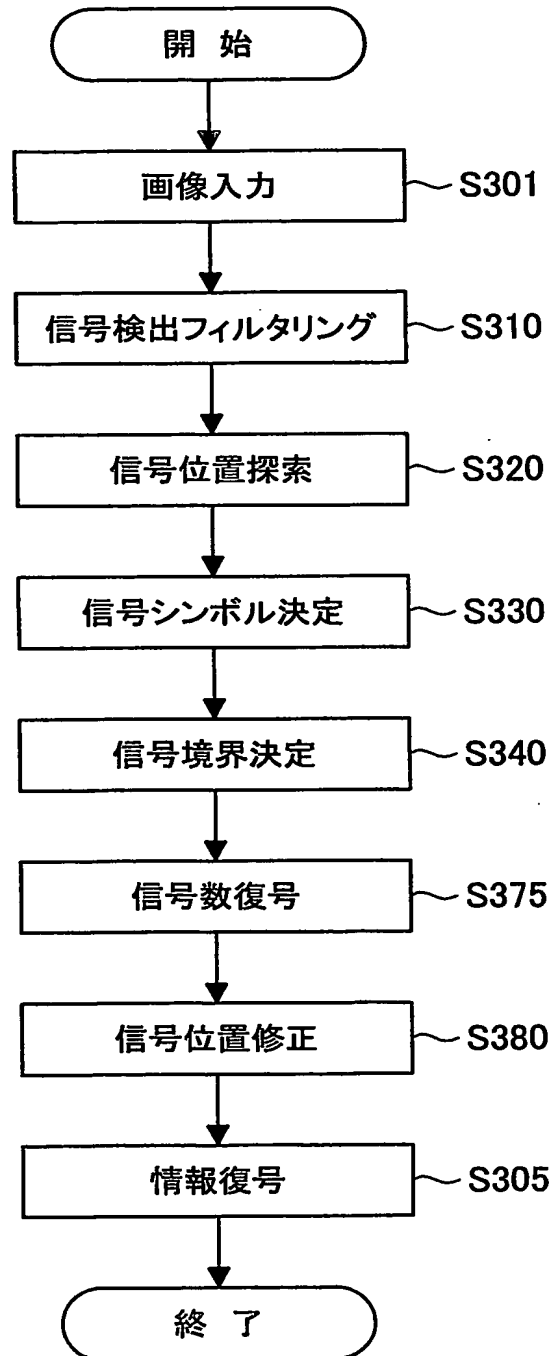 開 始
画像入力 S301
信号検出フィルタリング S310
信号位置探索 S320
信号シンボル決定 S330
信号境界決定 S340
信号数復号 S375
信号位置修正 S380
情報復号 S305
終 了